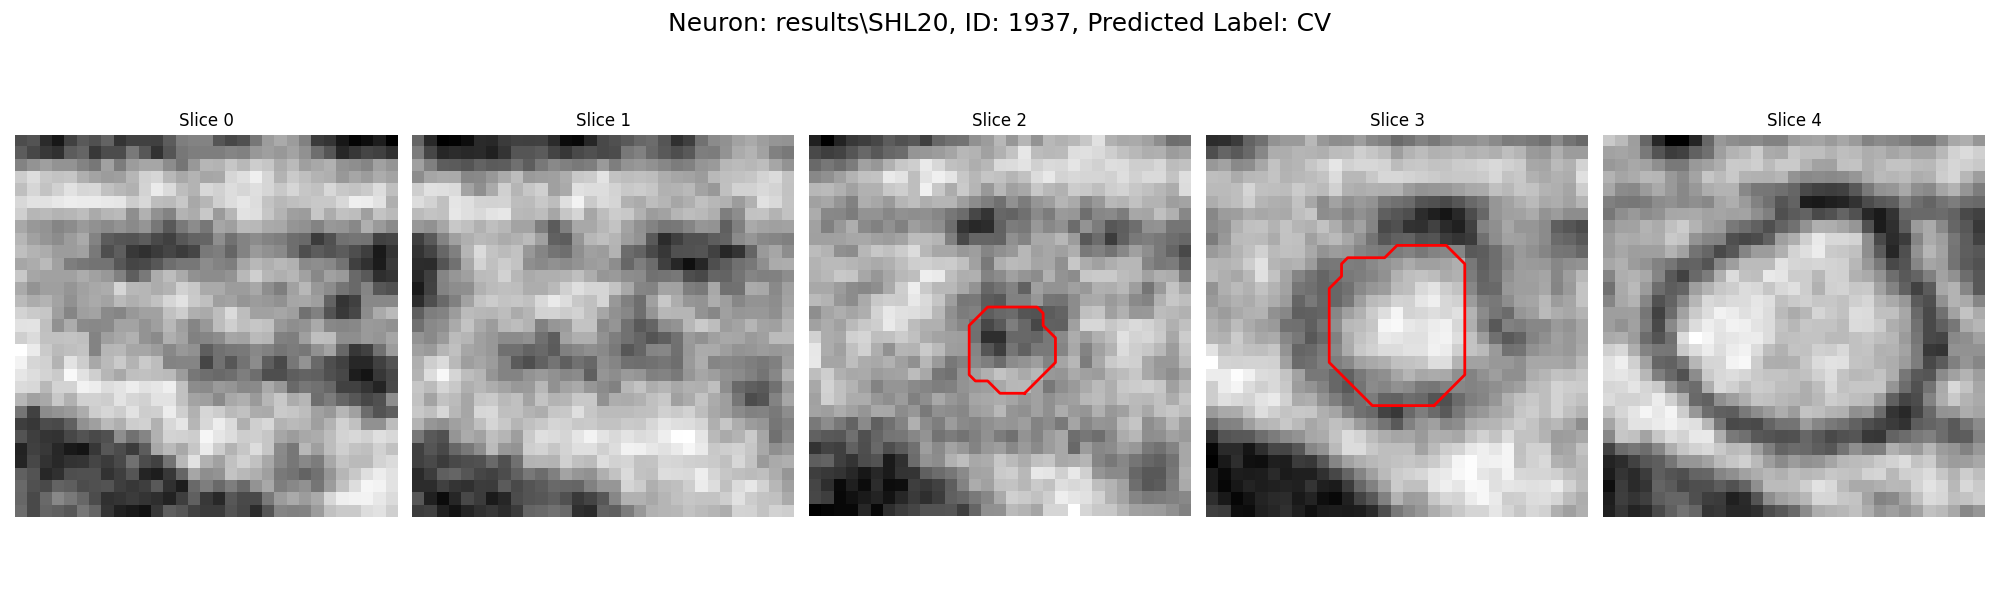 Neuron: results\SHL20, ID: 1937, Predicted Label: CV
Slice 0
Slice 1
Slice 2
Slice 3
Slice 4